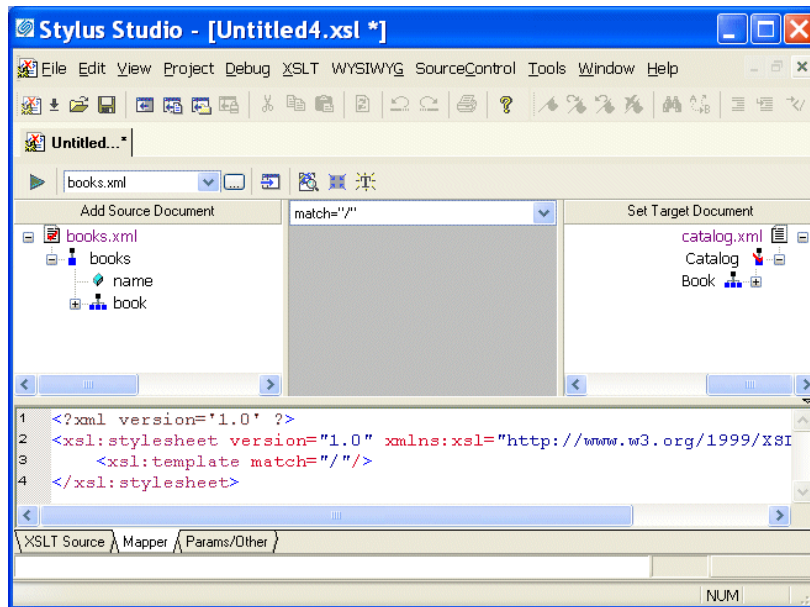 Stylus Studio - [Untitled4.xsl *]
File Edit View Project Debug XSLT WYSIWYG SourceControl Tools Window Help
Untitled...*
books.xml
Add Source Document
match="/"
Set Target Document
books.xml
catalog.xml
books
Catalog
name
Book
book
1 <?xml version='1.0' ?>
2 <xsl:stylesheet version="1.0" xmlns:xsl="http://www.w3.org/1999/XSL
3 <xsl:template match="/"/>
4 </xsl:stylesheet>
XSLT Source Mapper Params/Other
NUM